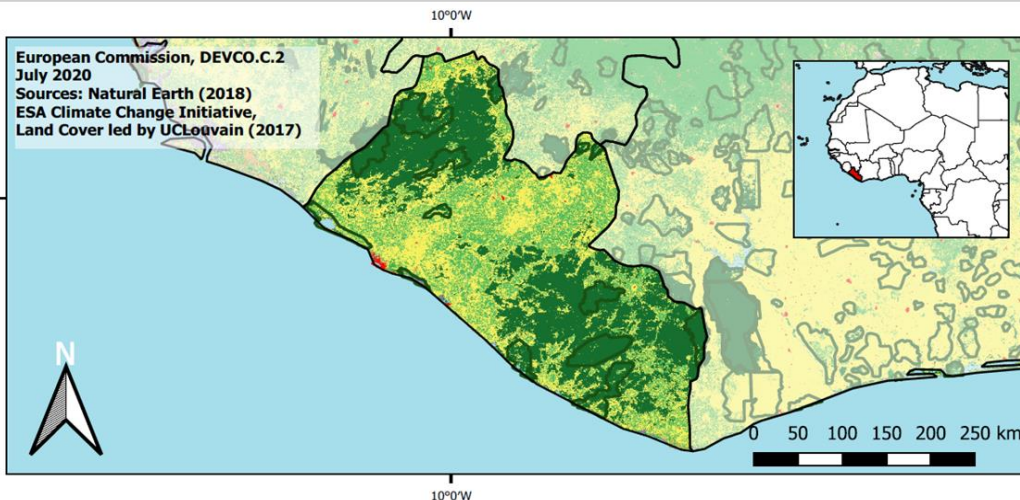 10°0'W
European Commission, DEVCO.C.2
July 2020
Sources: Natural Earth (2018)
ESA Climate Change Initiative,
Land Cover led by UCLouvain (2017)
N
0 50 100 150 200 250 km
10°0'W